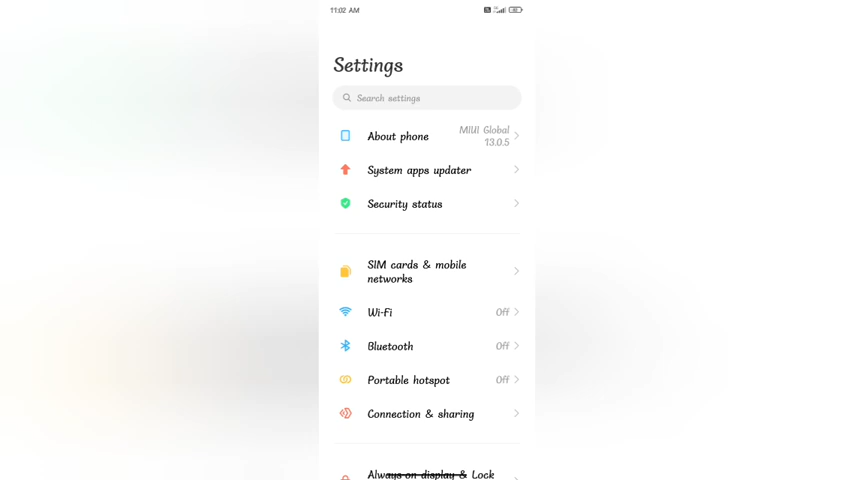 11:02 AM
Settings
Search settings
About phone
MIUI Global
13.0.5
System apps updater
Security status
SIM cards & mobile
networks
Wi-Fi
Off
Bluetooth
Off
Portable hotspot
Off
Connection & sharing
Always-on display & Lock